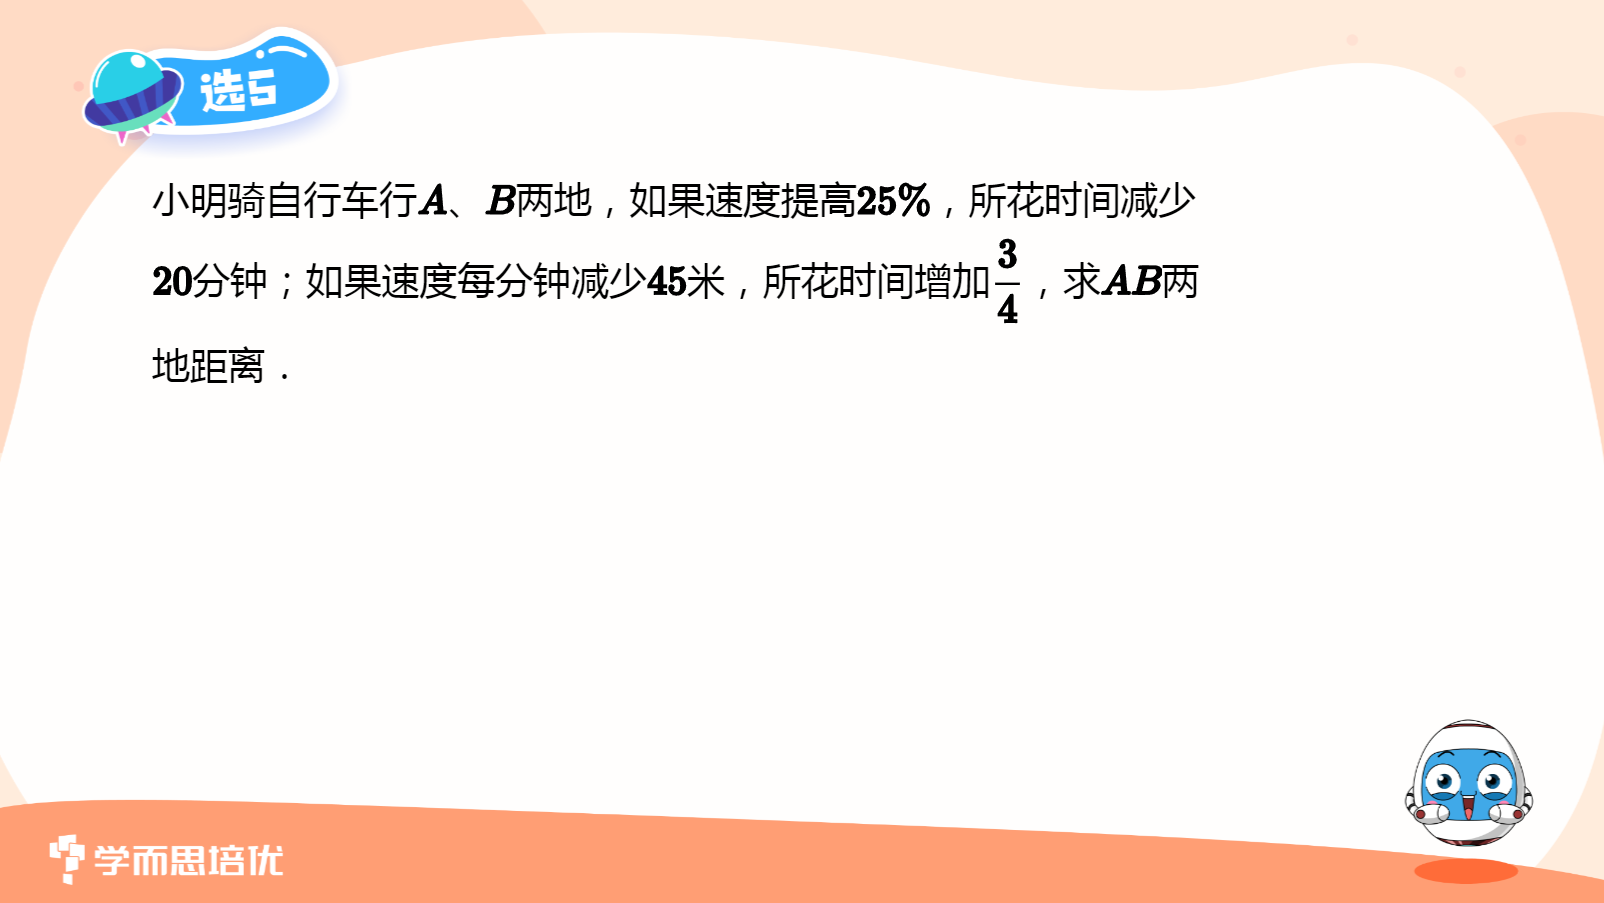 选5
小明骑自行车行A、B两地，如果速度提高25%，所花时间减少
20分钟；如果速度每分钟减少45米，所花时间增加3/4，求AB两
地距离．
学而思培优